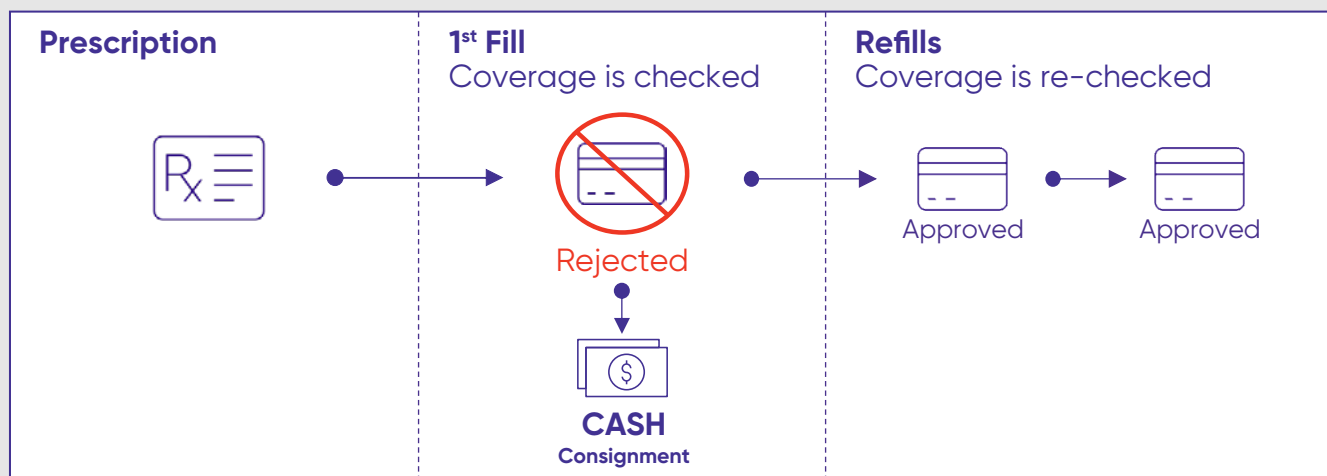 Prescription
1st Fill
Coverage is checked
Refills
Coverage is re-checked
Rx
Rejected
$
CASH
Consignment
Approved
Approved